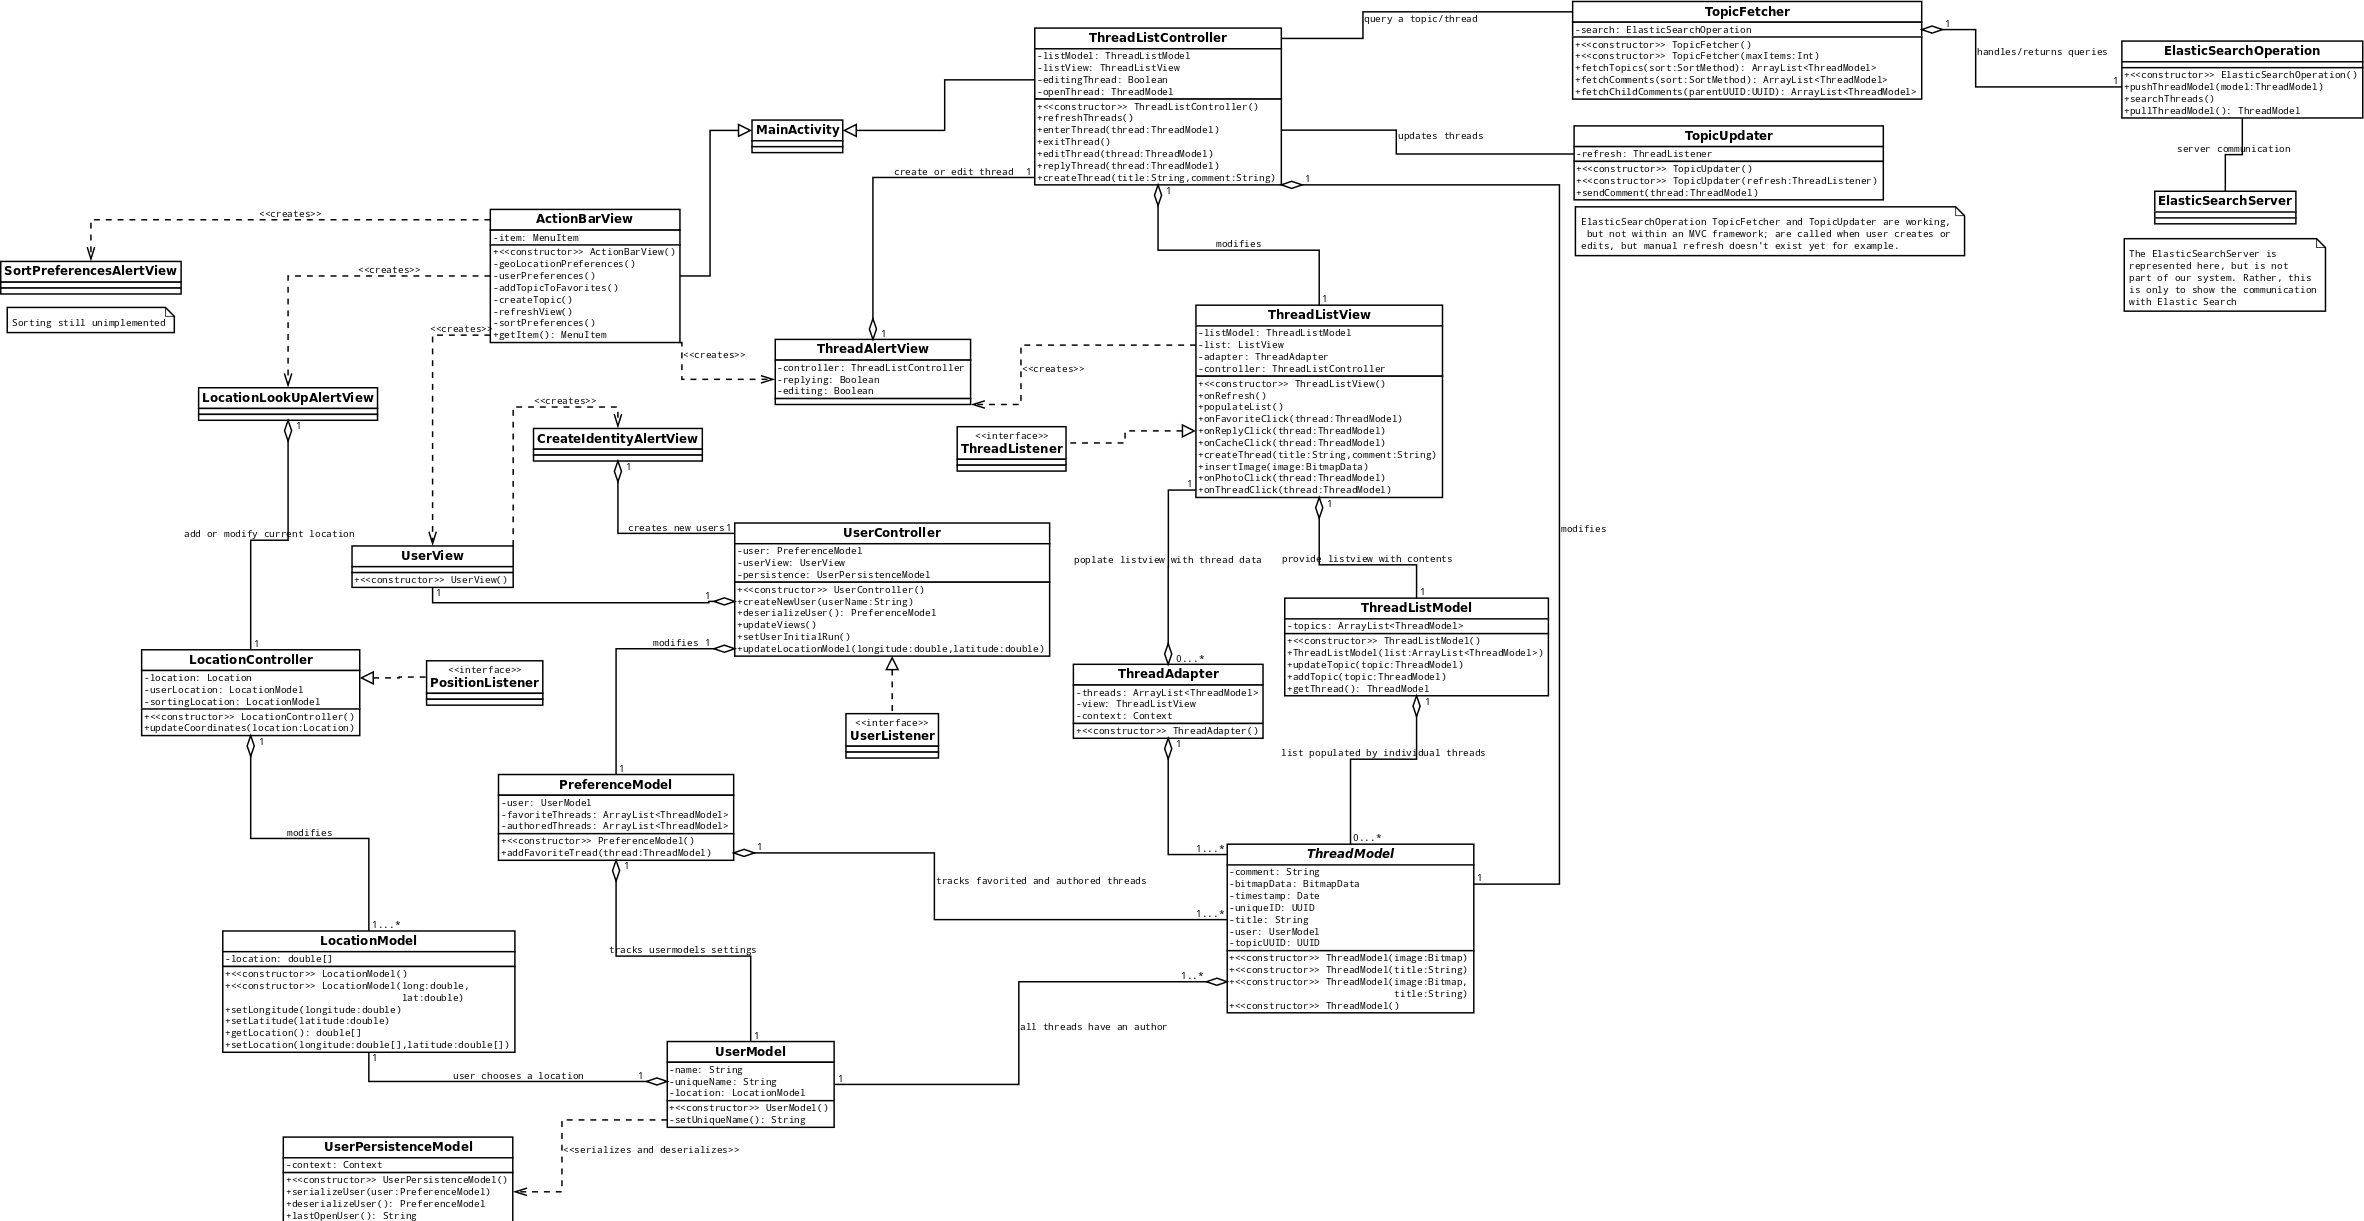 ThreadListController
-listModel: ThreadListModel
-listView: ThreadListView
-editingThread: Boolean
-openThread: ThreadModel
+<<constructor>> ThreadListController()
+refreshThreads()
+enterThread(thread:ThreadModel)
+exitThread()
+editThread(thread:ThreadModel)
+replyThread(thread:ThreadModel)
+createThread(title:String,comment:String)
query a topic/thread
TopicFetcher
-search: ElasticSearchOperation
+<<constructor>> TopicFetcher()
+<<constructor>> TopicFetcher(maxItems:Int)
+fetchTopics(sort:SortMethod): ArrayList<ThreadModel>
+fetchComments(sort:SortMethod): ArrayList<ThreadModel>
+fetchChildComments(parentUUID:UUID): ArrayList<ThreadModel>
1
handles/returns queries
1
ElasticSearchOperation
+<<constructor>> ElasticSearchOperation()
+pushThreadModel(model:ThreadModel)
+searchThreads()
+pullThreadModel(): ThreadModel
server communication
ElasticSearchServer
The ElasticSearchServer is
represented here, but is not
part of our system. Rather, this
is only to show the communication
with Elastic Search
updates threads
TopicUpdater
-refresh: ThreadListener
+<<constructor>> TopicUpdater()
+<<constructor>> TopicUpdater(refresh:ThreadListener)
+sendComment(thread:ThreadModel)
ElasticSearchOperation TopicFetcher and TopicUpdater are working,
but not within an MVC framework; are called when user creates or
edits, but manual refresh doesn't exist yet for example.
MainActivity
create or edit thread 1
1
1
1
modifies
1
modifies
1
<<creates>>
ActionBarView
-item: MenuItem
+<<constructor>> ActionBarView()
-geoLocationPreferences()
-userPreferences()
-addTopicToFavorites()
-createTopic()
-refreshView()
-sortPreferences()
+getItem(): MenuItem
SortPreferencesAlertView
Sorting still unimplemented
<<creates>>
<<creates>>
<<creates>>
LocationLookUpAlertView
1
ThreadAlertView
-controller: ThreadListController
-replying: Boolean
-editing: Boolean
<<creates>>
ThreadListView
-listModel: ThreadListModel
-list: ListView
-adapter: ThreadAdapter
-controller: ThreadListController
+<<constructor>> ThreadListView()
+onRefresh()
+populateList()
+onFavoriteClick(thread:ThreadModel)
+onReplyClick(thread:ThreadModel)
+onCacheClick(thread:ThreadModel)
+createThread(title:String,comment:String)
+insertImage(image:BitmapData)
+onPhotoClick(thread:ThreadModel)
+onThreadClick(thread:ThreadModel)
<<interface>>
ThreadListener
<<creates>>
CreateIdentityAlertView
1
creates new users 1
add or modify current location
1
UserView
+<<constructor>> UserView()
1
1
UserController
-user: PreferenceModel
-userView: UserView
-persistence: UserPersistenceModel
+<<constructor>> UserController()
+createNewUser(userName:String)
+deserializeUser(): PreferenceModel
+updateViews()
+setUserInitialRun()
+updateLocationModel(longitude:double,latitude:double)
modifies 1
1
<<interface>>
UserListener
1
poplate listview with thread data
0...*
1
provide listview with contents
1
ThreadListModel
-topics: ArrayList<ThreadModel>
+<<constructor>> ThreadListModel()
+ThreadListModel(list:ArrayList<ThreadModel>)
+updateTopic(topic:ThreadModel)
+addTopic(topic:ThreadModel)
+getThread(): ThreadModel
1
list populated by individual threads
0...*
ThreadAdapter
-threads: ArrayList<ThreadModel>
-view: ThreadListView
-context: Context
+<<constructor>> ThreadAdapter()
1
1...*
LocationController
-location: Location
-userLocation: LocationModel
-sortingLocation: LocationModel
+<<constructor>> LocationController()
+updateCoordinates(location:Location)
<<interface>>
PositionListener
1
modifies
1...*
PreferenceModel
-user: UserModel
-favoriteThreads: ArrayList<ThreadModel>
-authoredThreads: ArrayList<ThreadModel>
+<<constructor>> PreferenceModel()
+addFavoriteTread(thread:ThreadModel)
1
tracks favorited and authored threads
1...*
1
tracks usermodels settings
1
ThreadModel
-comment: String
-bitmapData: BitmapData
-timestamp: Date
-uniqueID: UUID
-title: String
-user: UserModel
-topicUUID: UUID
+<<constructor>> ThreadModel(image:Bitmap)
+<<constructor>> ThreadModel(title:String)
+<<constructor>> ThreadModel(image:Bitmap,
title:String)
+<<constructor>> ThreadModel()
1..*
all threads have an author
1
LocationModel
-location: double[]
+<<constructor>> LocationModel()
+<<constructor>> LocationModel(long:double,
lat:double)
+setLongitude(longitude:double)
+setLatitude(latitude:double)
+getLocation(): double[]
+setLocation(longitude:double[],latitude:double[])
1
user chooses a location
1
UserModel
-name: String
-uniqueName: String
-location: LocationModel
+<<constructor>> UserModel()
-setUniqueName(): String
<<serializes and deserializes>>
UserPersistenceModel
-context: Context
+<<constructor>> UserPersistenceModel()
+serializeUser(user:PreferenceModel)
+deserializeUser(): PreferenceModel
+lastOpenUser(): String